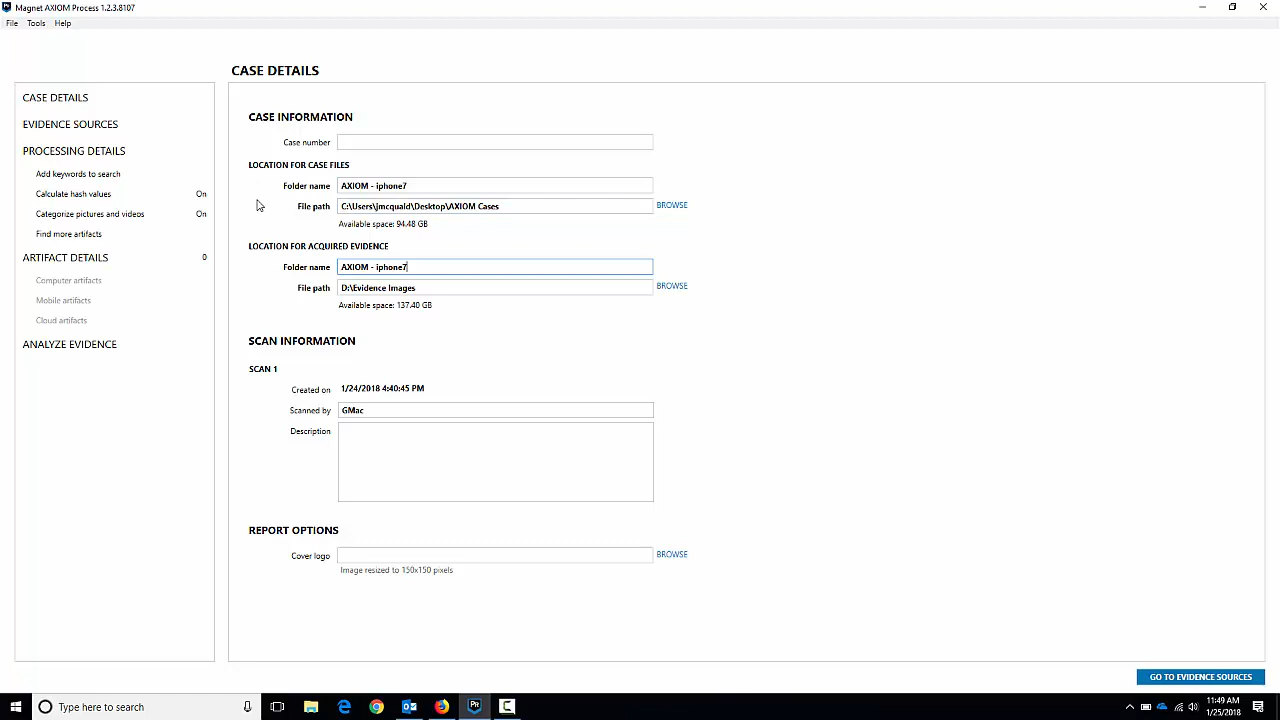 Magnet AXIOM Process 1.2.3.8107
File Tools Help
CASE DETAILS
CASE DETAILS
EVIDENCE SOURCES
PROCESSING DETAILS
Add keywords to search
Calculate hash values On
Categorize pictures and videos On
Find more artifacts
ARTIFACT DETAILS 0
Computer artifacts
Mobile artifacts
Cloud artifacts
ANALYZE EVIDENCE
CASE INFORMATION
Case number
LOCATION FOR CASE FILES
Folder name AXIOM - iphone7
File path C:\Users\jmcquald\Desktop\AXIOM Cases BROWSE
Available space: 94.48 GB
LOCATION FOR ACQUIRED EVIDENCE
Folder name AXIOM - iphone7
File path D:\Evidence Images BROWSE
Available space: 137.40 GB
SCAN INFORMATION
SCAN 1
Created on 1/24/2018 4:40:45 PM
Scanned by GMac
Description
REPORT OPTIONS
Cover logo BROWSE
Image resized to 150x150 pixels
GO TO EVIDENCE SOURCES
Type here to search
11:49 AM
1/25/2018